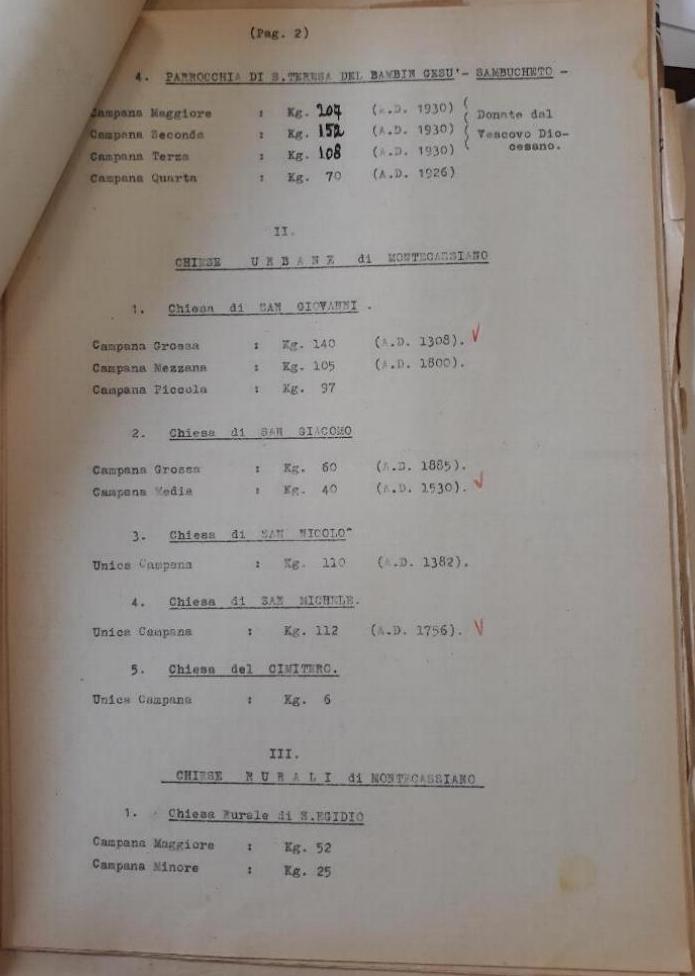 (Pag. 2)
4. PARROCCHIA DI S.TERESA DEL BAMBIN GESU'- SAMBUCHETO -
Campana Maggiore : Kg. 207 (A.D. 1930) ( Donate dal
Campana Seconda : Kg. 152 (A.D. 1930) ( Vescovo Dio-
Campana Terza : Kg. 108 (A.D. 1930) ( cesano.
Campana Quarta : Kg. 70 (A.D. 1926)
II.
CHIESE URBANE di MONTECASSIANO
1. Chiesa di SAN GIOVANNI .
Campana Grossa : Kg. 140 (A.D. 1308). ✓
Campana Mezzana : Kg. 105 (A.D. 1800).
Campana Piccola : Kg. 97
2. Chiesa di SAN GIACOMO
Campana Grossa : Kg. 60 (A.D. 1885).
Campana Media : Kg. 40 (A.D. 1530). ✓
3. Chiesa di SAN NICOLO^
Unica Campana : Kg. 110 (A.D. 1382).
4. Chiesa di SAN MICHELE.
Unica Campana : Kg. 112 (A.D. 1756). ✓
5. Chiesa del CIMITERO.
Unica Campana : Kg. 6
III.
CHIESE RURALI di MONTECASSIANO
1. Chiesa Rurale di S.EGIDIO
Campana Maggiore : Kg. 52
Campana Minore : Kg. 25